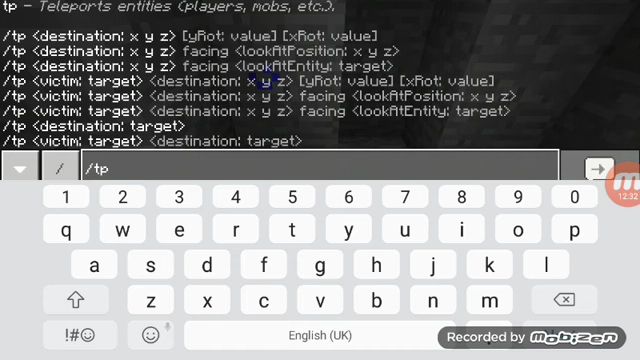 tp - Teleports entities (players, mobs, etc.).
/tp <destination: x y z> [yRot: value] [xRot: value]
/tp <destination: x y z> facing <lookAtPosition: x y z>
/tp <destination: x y z> facing <lookAtEntity: target>
/tp <victim: target> <destination: x y z> [yRot: value] [xRot: value]
/tp <victim: target> <destination: x y z> facing <lookAtPosition: x y z>
/tp <victim: target> <destination: x y z> facing <lookAtEntity: target>
/tp <destination: target>
/tp <victim: target> <destination: target>
/ /tp
12:32
1 2 3 4 5 6 7 8 9 0
q w e r t y u i o p
a s d f g h j k l
z x c v b n m
!#☺ English (UK)
Recorded by Mobizen